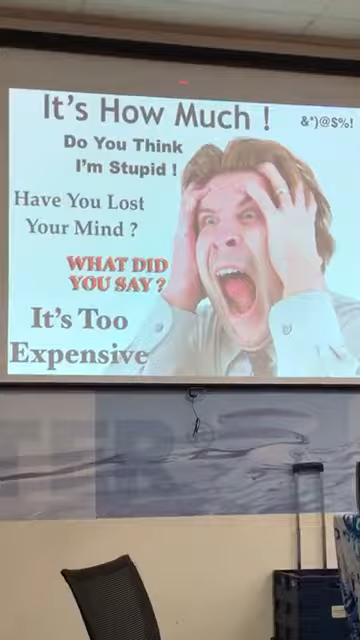 It's How Much !
&*)@$%!
Do You Think
I'm Stupid !
Have You Lost
Your Mind ?
WHAT DID
YOU SAY ?
It's Too
Expensive
TER